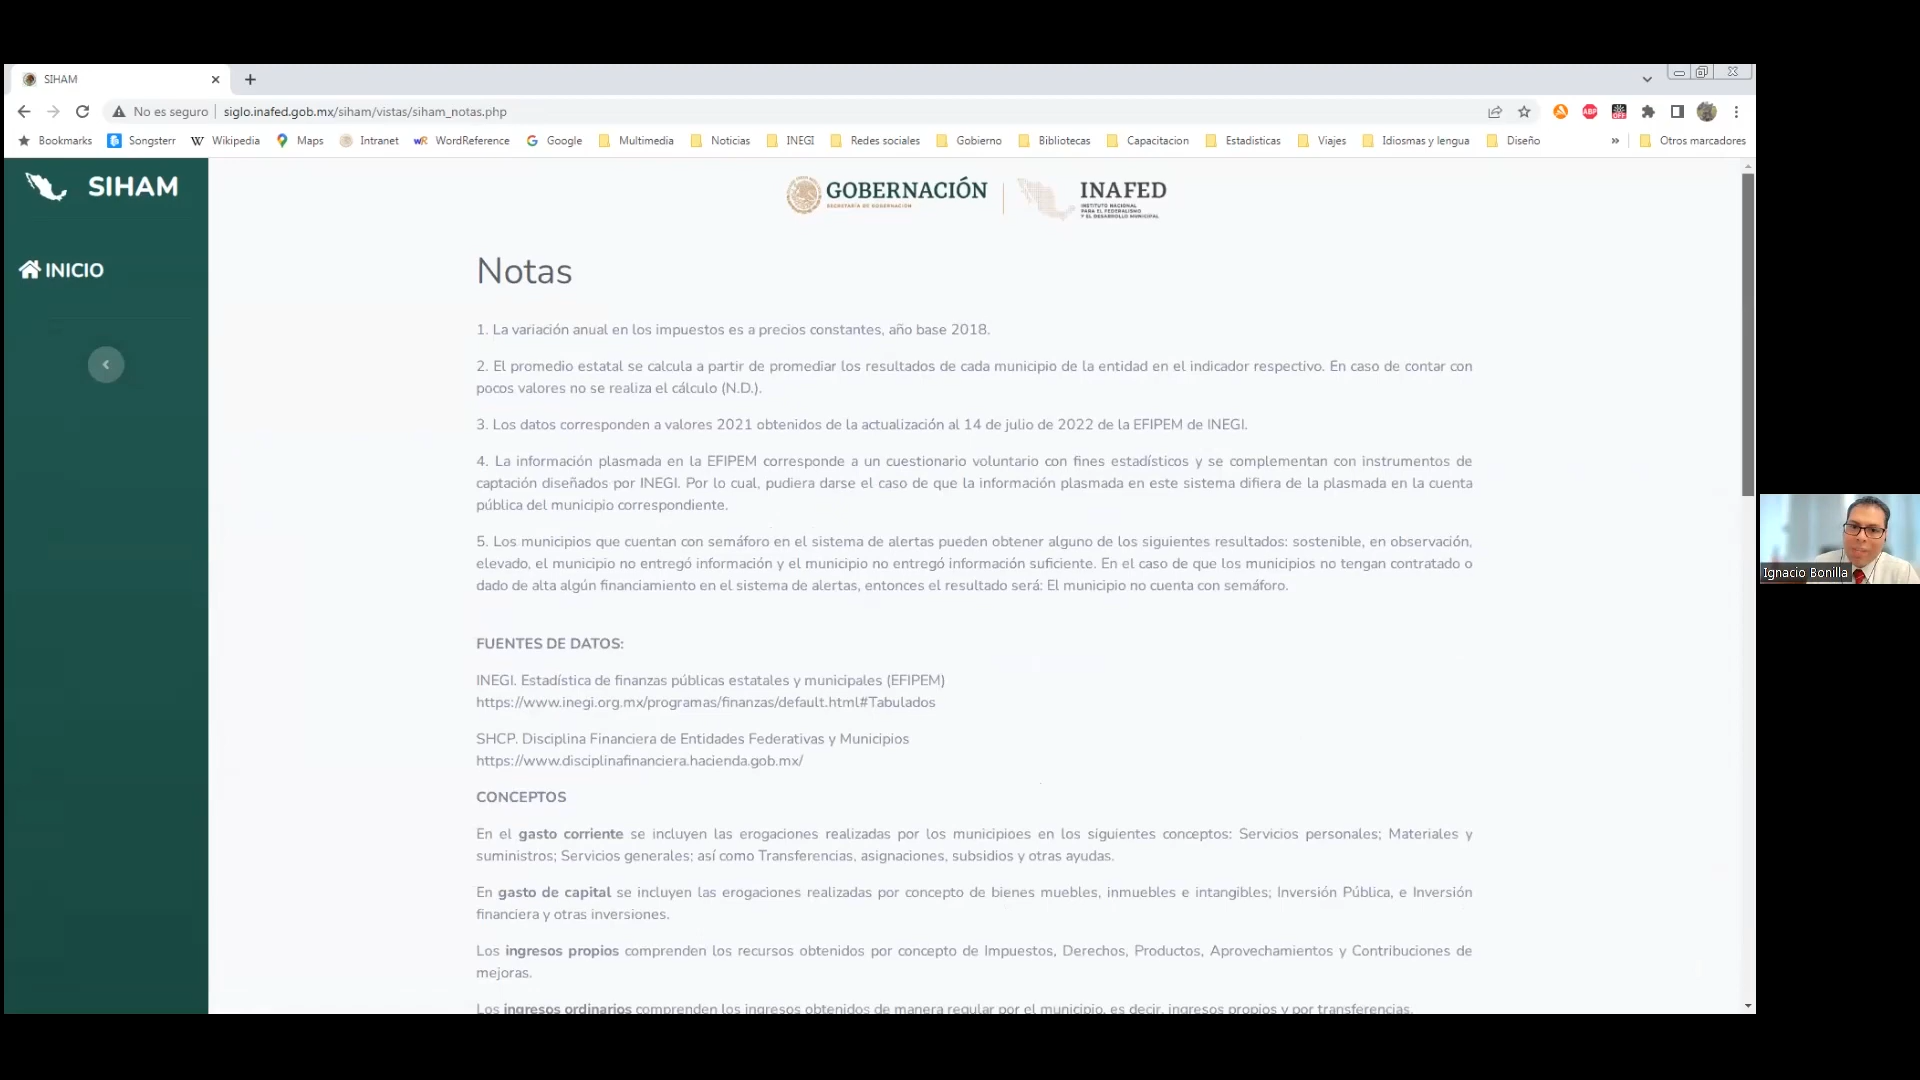 SIHAM
No es seguro
siglo.inafed.gob.mx/siham/vistas/siham_notas.php
ABP
OFF
Bookmarks
Songsterr
Wikipedia
Maps
Intranet
WordReference
Google
Multimedia
Noticias
INEGI
Redes sociales
Gobierno
Bibliotecas
Capacitacion
Estadisticas
Viajes
Idiosmas y lengua
Diseño
Otros marcadores
SIHAM
INICIO
GOBERNACIÓN
SECRETARÍA DE GOBERNACIÓN
INAFED
INSTITUTO NACIONAL
PARA EL FEDERALISMO
Y EL DESARROLLO MUNICIPAL
Notas
1. La variación anual en los impuestos es a precios constantes, año base 2018.
2. El promedio estatal se calcula a partir de promediar los resultados de cada municipio de la entidad en el indicador respectivo. En caso de contar con
pocos valores no se realiza el cálculo (N.D.).
3. Los datos corresponden a valores 2021 obtenidos de la actualización al 14 de julio de 2022 de la EFIPEM de INEGI.
4. La información plasmada en la EFIPEM corresponde a un cuestionario voluntario con fines estadísticos y se complementan con instrumentos de
captación diseñados por INEGI. Por lo cual, pudiera darse el caso de que la información plasmada en este sistema difiera de la plasmada en la cuenta
pública del municipio correspondiente.
5. Los municipios que cuentan con semáforo en el sistema de alertas pueden obtener alguno de los siguientes resultados: sostenible, en observación,
elevado, el municipio no entregó información y el municipio no entregó información suficiente. En el caso de que los municipios no tengan contratado o
dado de alta algún financiamiento en el sistema de alertas, entonces el resultado será: El municipio no cuenta con semáforo.
FUENTES DE DATOS:
INEGI. Estadística de finanzas públicas estatales y municipales (EFIPEM)
https://www.inegi.org.mx/programas/finanzas/default.html#Tabulados
SHCP. Disciplina Financiera de Entidades Federativas y Municipios
https://www.disciplinafinanciera.hacienda.gob.mx/
CONCEPTOS
En el gasto corriente se incluyen las erogaciones realizadas por los municipioes en los siguientes conceptos: Servicios personales; Materiales y
suministros; Servicios generales; así como Transferencias, asignaciones, subsidios y otras ayudas.
En gasto de capital se incluyen las erogaciones realizadas por concepto de bienes muebles, inmuebles e intangibles; Inversión Pública, e Inversión
financiera y otras inversiones.
Los ingresos propios comprenden los recursos obtenidos por concepto de Impuestos, Derechos, Productos, Aprovechamientos y Contribuciones de
mejoras.
Los ingresos ordinarios comprenden los ingresos obtenidos de manera regular por el municipio, es decir, ingresos propios y por transferencias.
Ignacio Bonilla